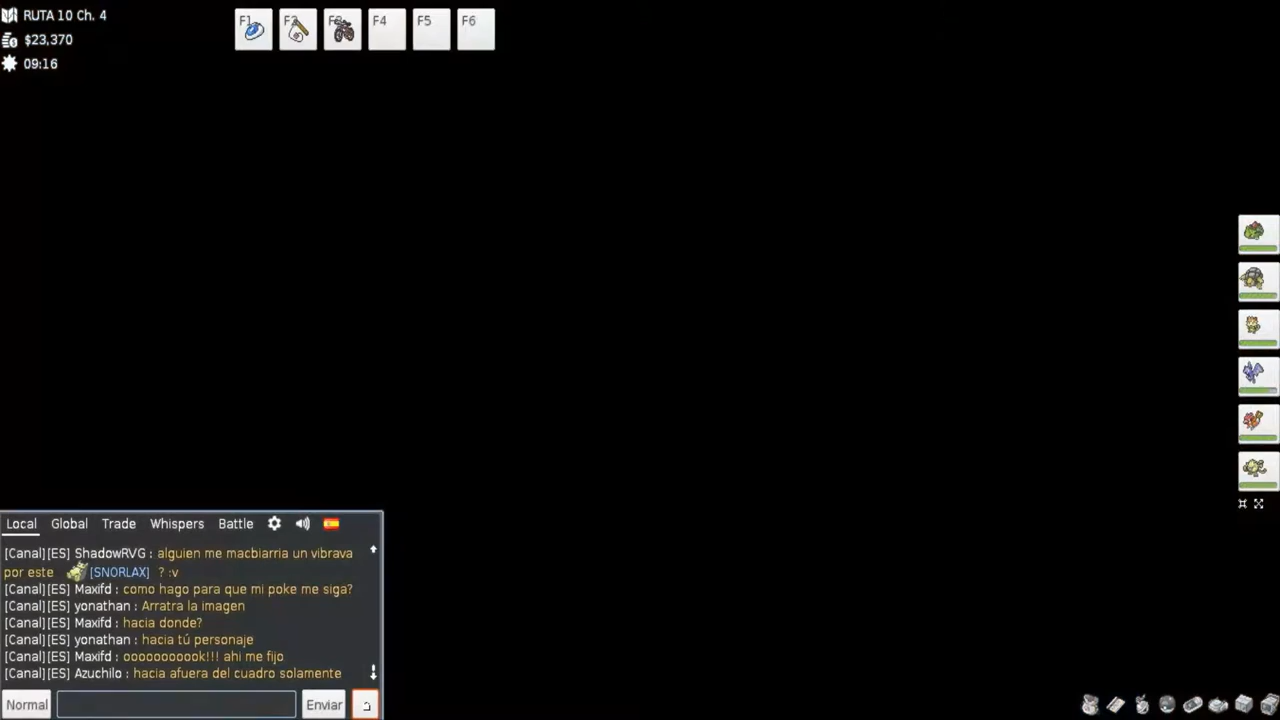 RUTA 10 Ch. 4
$23,370
09:16
F1 F2 F3 F4 F5 F6
Local Global Trade Whispers Battle
[Canal][ES] ShadowRVG : alguien me macbiarria un vibrava
por este [SNORLAX] ? :v
[Canal][ES] Maxifd : como hago para que mi poke me siga?
[Canal][ES] yonathan : Arratra la imagen
[Canal][ES] Maxifd : hacia donde?
[Canal][ES] yonathan : hacia tú personaje
[Canal][ES] Maxifd : ooooooooook!!! ahi me fijo
[Canal][ES] Azuchilo : hacia afuera del cuadro solamente
Normal Enviar